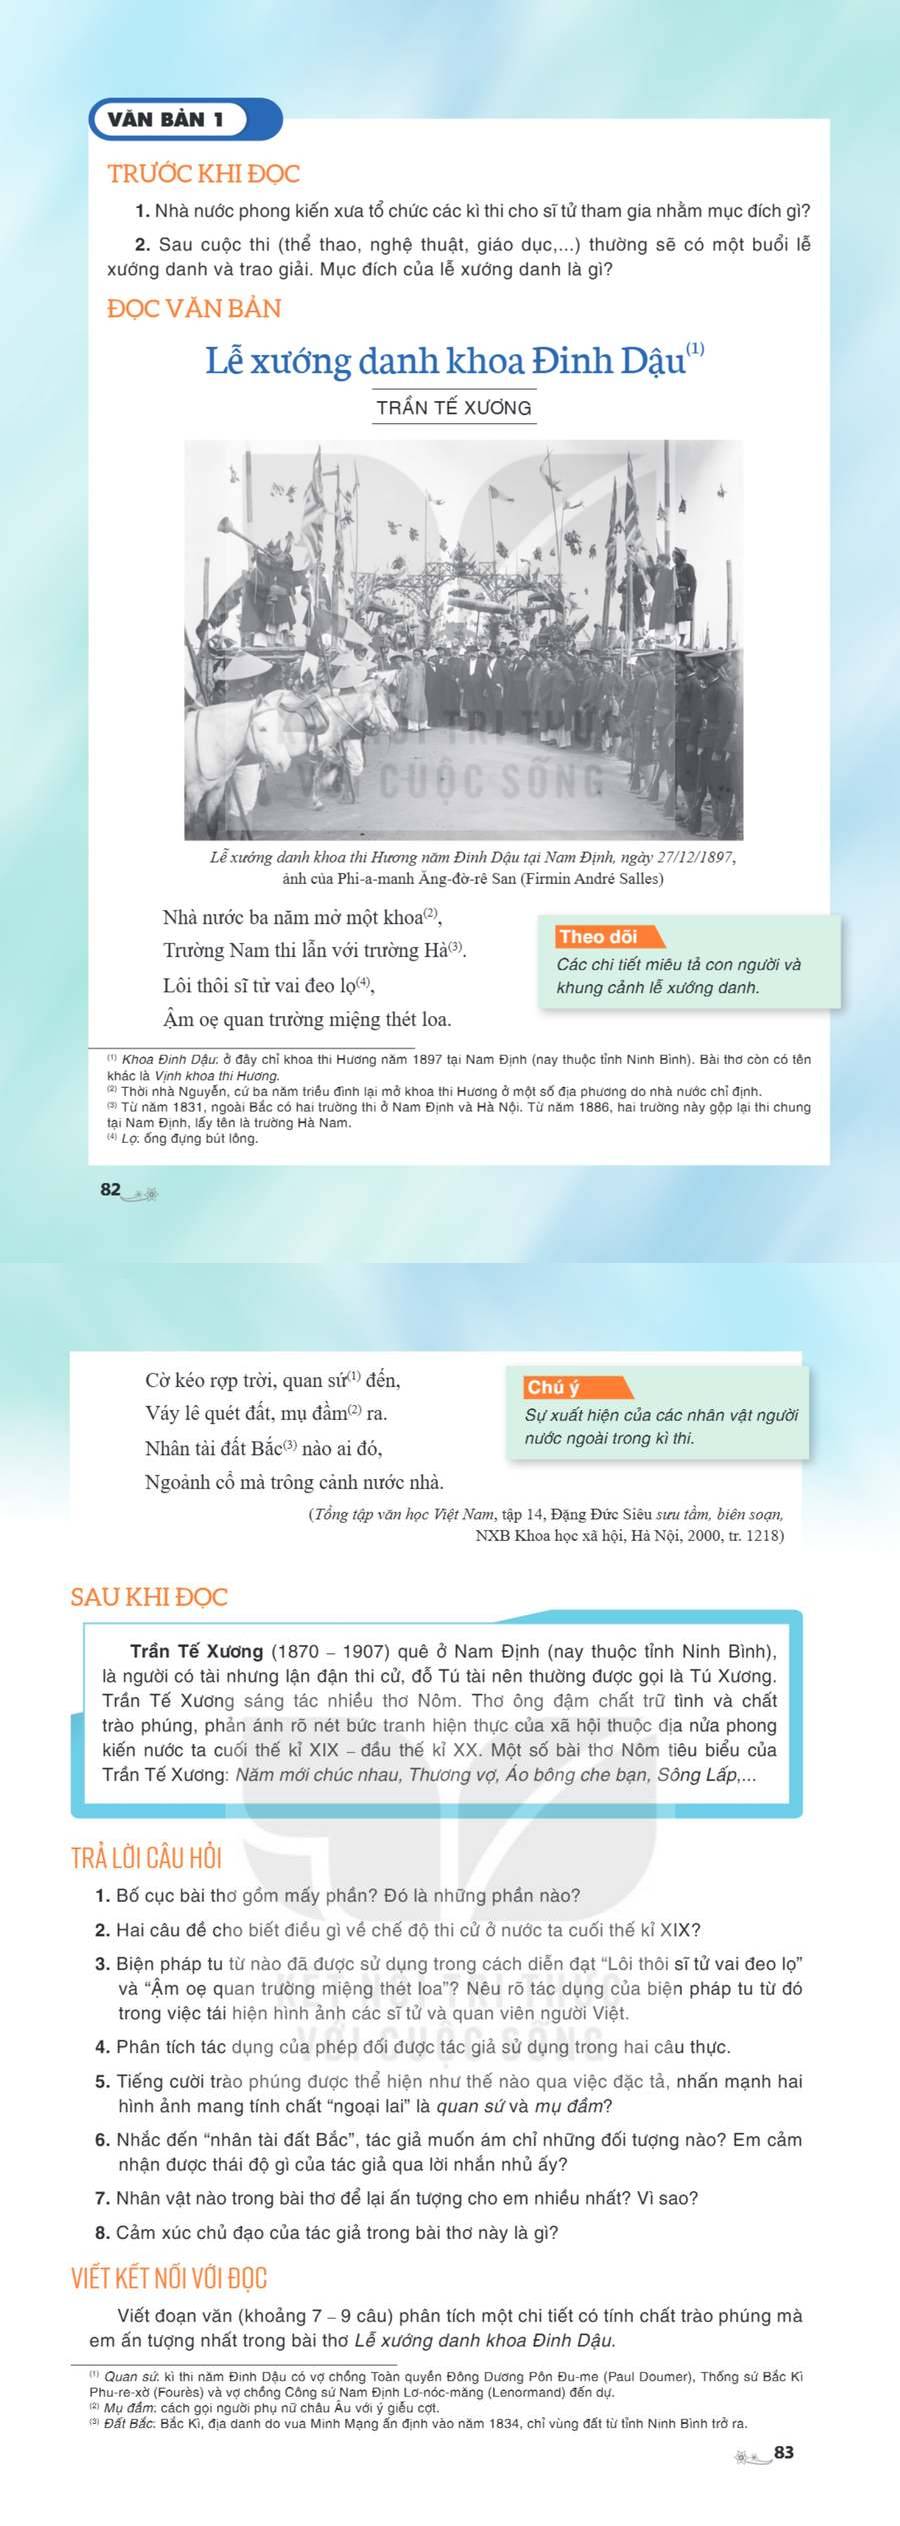 VĂN BẢN 1
TRƯỚC KHI ĐỌC
1. Nhà nước phong kiến xưa tổ chức các kì thi cho sĩ tử tham gia nhằm mục đích gì?
2. Sau cuộc thi (thể thao, nghệ thuật, giáo dục,...) thường sẽ có một buổi lễ
xướng danh và trao giải. Mục đích của lễ xướng danh là gì?
ĐỌC VĂN BẢN
Lễ xướng danh khoa Đinh Dậu(1)
TRẦN TẾ XƯƠNG
KẾT NỐI TRI THỨC
VỚI CUỘC SỐNG
Lễ xướng danh khoa thi Hương năm Đinh Dậu tại Nam Định, ngày 27/12/1897,
ảnh của Phi-a-manh Ăng-đờ-rê San (Firmin André Salles)
Nhà nước ba năm mở một khoa(2),
Trường Nam thi lẫn với trường Hà(3).
Lôi thôi sĩ tử vai đeo lọ(4),
Ậm oẹ quan trường miệng thét loa.
Theo dõi
Các chi tiết miêu tả con người và
khung cảnh lễ xướng danh.
(1) Khoa Đinh Dậu: ở đây chỉ khoa thi Hương năm 1897 tại Nam Định (nay thuộc tỉnh Ninh Bình). Bài thơ còn có tên
khác là Vịnh khoa thi Hương.
(2) Thời nhà Nguyễn, cứ ba năm triều đình lại mở khoa thi Hương ở một số địa phương do nhà nước chỉ định.
(3) Từ năm 1831, ngoài Bắc có hai trường thi ở Nam Định và Hà Nội. Từ năm 1886, hai trường này gộp lại thi chung
tại Nam Định, lấy tên là trường Hà Nam.
(4) Lọ: ống đựng bút lông.
82
Cờ kéo rợp trời, quan sứ(1) đến,
Váy lê quét đất, mụ đầm(2) ra.
Nhân tài đất Bắc(3) nào ai đó,
Ngoảnh cổ mà trông cảnh nước nhà.
Chú ý
Sự xuất hiện của các nhân vật người
nước ngoài trong kì thi.
(Tổng tập văn học Việt Nam, tập 14, Đặng Đức Siêu sưu tầm, biên soạn,
NXB Khoa học xã hội, Hà Nội, 2000, tr. 1218)
SAU KHI ĐỌC
Trần Tế Xương (1870 – 1907) quê ở Nam Định (nay thuộc tỉnh Ninh Bình),
là người có tài nhưng lận đận thi cử, đỗ Tú tài nên thường được gọi là Tú Xương.
Trần Tế Xương sáng tác nhiều thơ Nôm. Thơ ông đậm chất trữ tình và chất
trào phúng, phản ánh rõ nét bức tranh hiện thực của xã hội thuộc địa nửa phong
kiến nước ta cuối thế kỉ XIX – đầu thế kỉ XX. Một số bài thơ Nôm tiêu biểu của
Trần Tế Xương: Năm mới chúc nhau, Thương vợ, Áo bông che bạn, Sông Lấp,...
TRẢ LỜI CÂU HỎI
1. Bố cục bài thơ gồm mấy phần? Đó là những phần nào?
2. Hai câu đề cho biết điều gì về chế độ thi cử ở nước ta cuối thế kỉ XIX?
3. Biện pháp tu từ nào đã được sử dụng trong cách diễn đạt “Lôi thôi sĩ tử vai đeo lọ”
và “Ậm oẹ quan trường miệng thét loa”? Nêu rõ tác dụng của biện pháp tu từ đó
trong việc tái hiện hình ảnh các sĩ tử và quan viên người Việt.
KẾT NỐI TRI THỨC
VỚI CUỘC SỐNG
4. Phân tích tác dụng của phép đối được tác giả sử dụng trong hai câu thực.
5. Tiếng cười trào phúng được thể hiện như thế nào qua việc đặc tả, nhấn mạnh hai
hình ảnh mang tính chất “ngoại lai” là quan sứ và mụ đầm?
6. Nhắc đến “nhân tài đất Bắc”, tác giả muốn ám chỉ những đối tượng nào? Em cảm
nhận được thái độ gì của tác giả qua lời nhắn nhủ ấy?
7. Nhân vật nào trong bài thơ để lại ấn tượng cho em nhiều nhất? Vì sao?
8. Cảm xúc chủ đạo của tác giả trong bài thơ này là gì?
VIẾT KẾT NỐI VỚI ĐỌC
Viết đoạn văn (khoảng 7 – 9 câu) phân tích một chi tiết có tính chất trào phúng mà
em ấn tượng nhất trong bài thơ Lễ xướng danh khoa Đinh Dậu.
(1) Quan sứ: kì thi năm Đinh Dậu có vợ chồng Toàn quyền Đông Dương Pôn Đu-me (Paul Doumer), Thống sứ Bắc Kì
Phu-re-xờ (Fourès) và vợ chồng Công sứ Nam Định Lơ-nóc-măng (Lenormand) đến dự.
(2) Mụ đầm: cách gọi người phụ nữ châu Âu với ý giễu cợt.
(3) Đất Bắc: Bắc Kì, địa danh do vua Minh Mạng ấn định vào năm 1834, chỉ vùng đất từ tỉnh Ninh Bình trở ra.
83